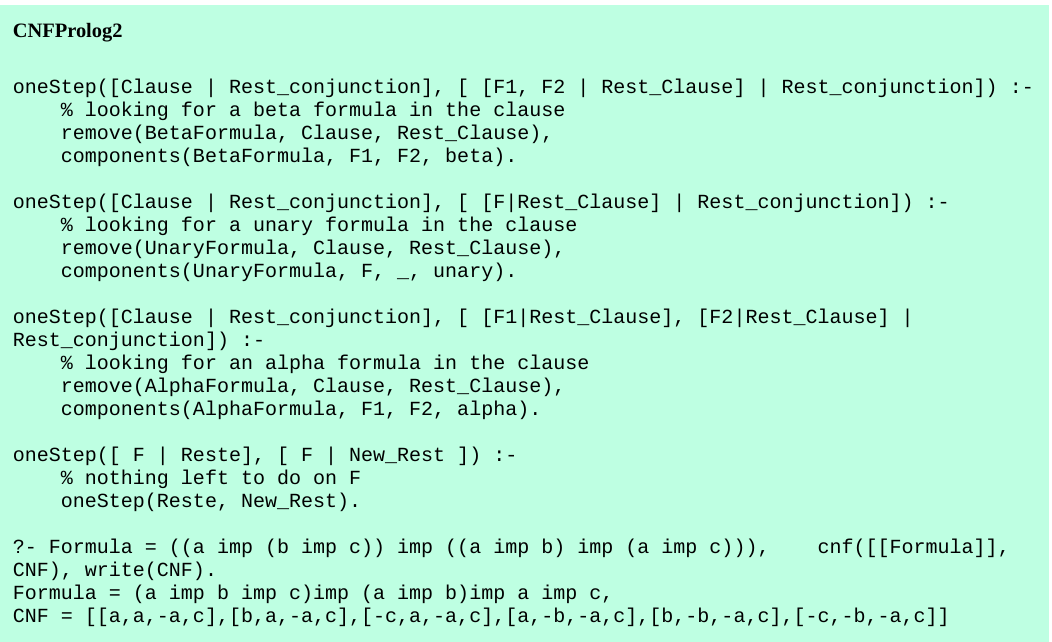 CNFProlog2
oneStep([Clause | Rest_conjunction], [ [F1, F2 | Rest_Clause] | Rest_conjunction]) :-
    % looking for a beta formula in the clause
    remove(BetaFormula, Clause, Rest_Clause),
    components(BetaFormula, F1, F2, beta).
oneStep([Clause | Rest_conjunction], [ [F|Rest_Clause] | Rest_conjunction]) :-
    % looking for a unary formula in the clause
    remove(UnaryFormula, Clause, Rest_Clause),
    components(UnaryFormula, F, _, unary).
oneStep([Clause | Rest_conjunction], [ [F1|Rest_Clause], [F2|Rest_Clause] |
Rest_conjunction]) :-
    % looking for an alpha formula in the clause
    remove(AlphaFormula, Clause, Rest_Clause),
    components(AlphaFormula, F1, F2, alpha).
oneStep([ F | Reste], [ F | New_Rest ]) :-
    % nothing left to do on F
    oneStep(Reste, New_Rest).
?- Formula = ((a imp (b imp c)) imp ((a imp b) imp (a imp c))),    cnf([[Formula]],
CNF), write(CNF).
Formula = (a imp b imp c)imp (a imp b)imp a imp c,
CNF = [[a,a,-a,c],[b,a,-a,c],[-c,a,-a,c],[a,-b,-a,c],[b,-b,-a,c],[-c,-b,-a,c]]